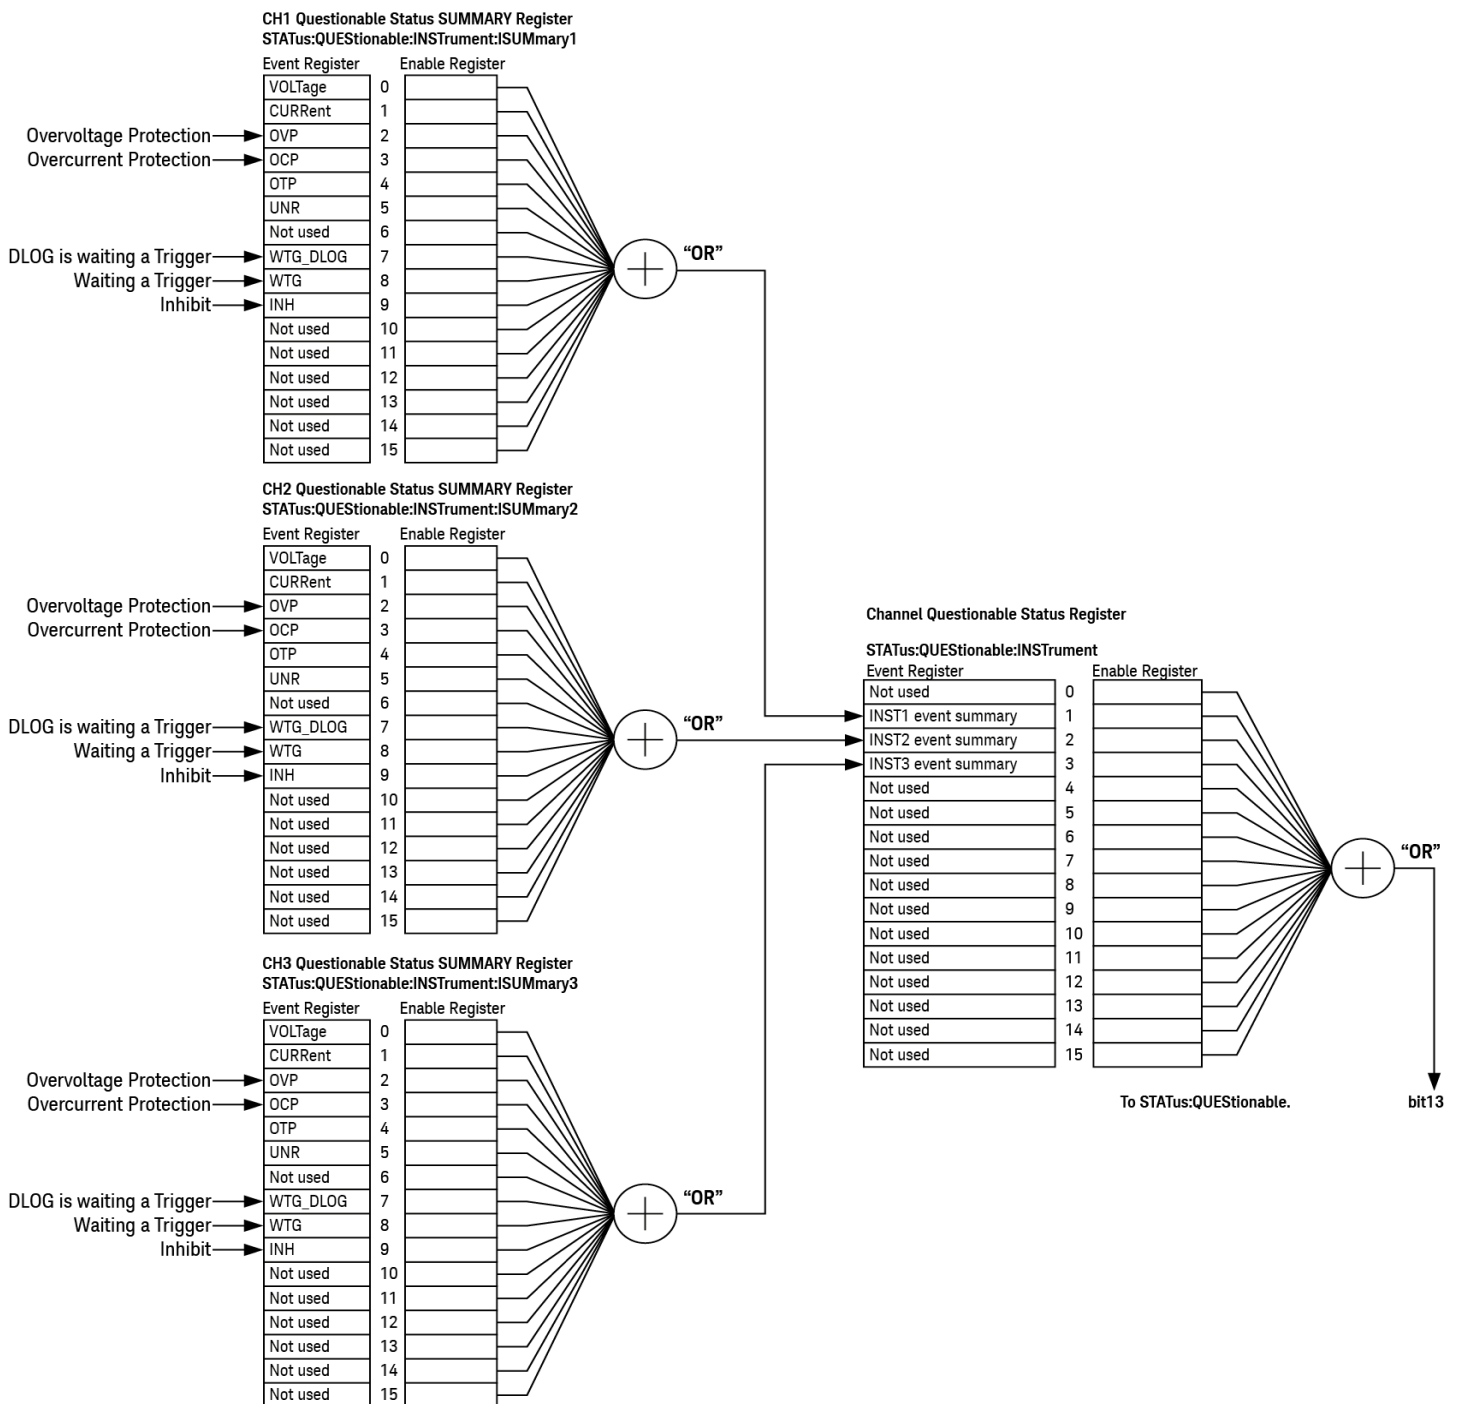 CH1 Questionable Status SUMMARY Register
STATus:QUEStionable:INSTrument:ISUMmary1
Event Register Enable Register
VOLTage 0
CURRent 1
Overvoltage Protection OVP 2
Overcurrent Protection OCP 3
OTP 4
UNR 5
Not used 6
DLOG is waiting a Trigger WTG_DLOG 7
Waiting a Trigger WTG 8
Inhibit INH 9
Not used 10
Not used 11
Not used 12
Not used 13
Not used 14
Not used 15
“OR”
CH2 Questionable Status SUMMARY Register
STATus:QUEStionable:INSTrument:ISUMmary2
Event Register Enable Register
VOLTage 0
CURRent 1
Overvoltage Protection OVP 2
Overcurrent Protection OCP 3
OTP 4
UNR 5
Not used 6
DLOG is waiting a Trigger WTG_DLOG 7
Waiting a Trigger WTG 8
Inhibit INH 9
Not used 10
Not used 11
Not used 12
Not used 13
Not used 14
Not used 15
“OR”
CH3 Questionable Status SUMMARY Register
STATus:QUEStionable:INSTrument:ISUMmary3
Event Register Enable Register
VOLTage 0
CURRent 1
Overvoltage Protection OVP 2
Overcurrent Protection OCP 3
OTP 4
UNR 5
Not used 6
DLOG is waiting a Trigger WTG_DLOG 7
Waiting a Trigger WTG 8
Inhibit INH 9
Not used 10
Not used 11
Not used 12
Not used 13
Not used 14
Not used 15
“OR”
Channel Questionable Status Register
STATus:QUEStionable:INSTrument
Event Register Enable Register
Not used 0
INST1 event summary 1
INST2 event summary 2
INST3 event summary 3
Not used 4
Not used 5
Not used 6
Not used 7
Not used 8
Not used 9
Not used 10
Not used 11
Not used 12
Not used 13
Not used 14
Not used 15
“OR”
To STATus:QUEStionable. bit13